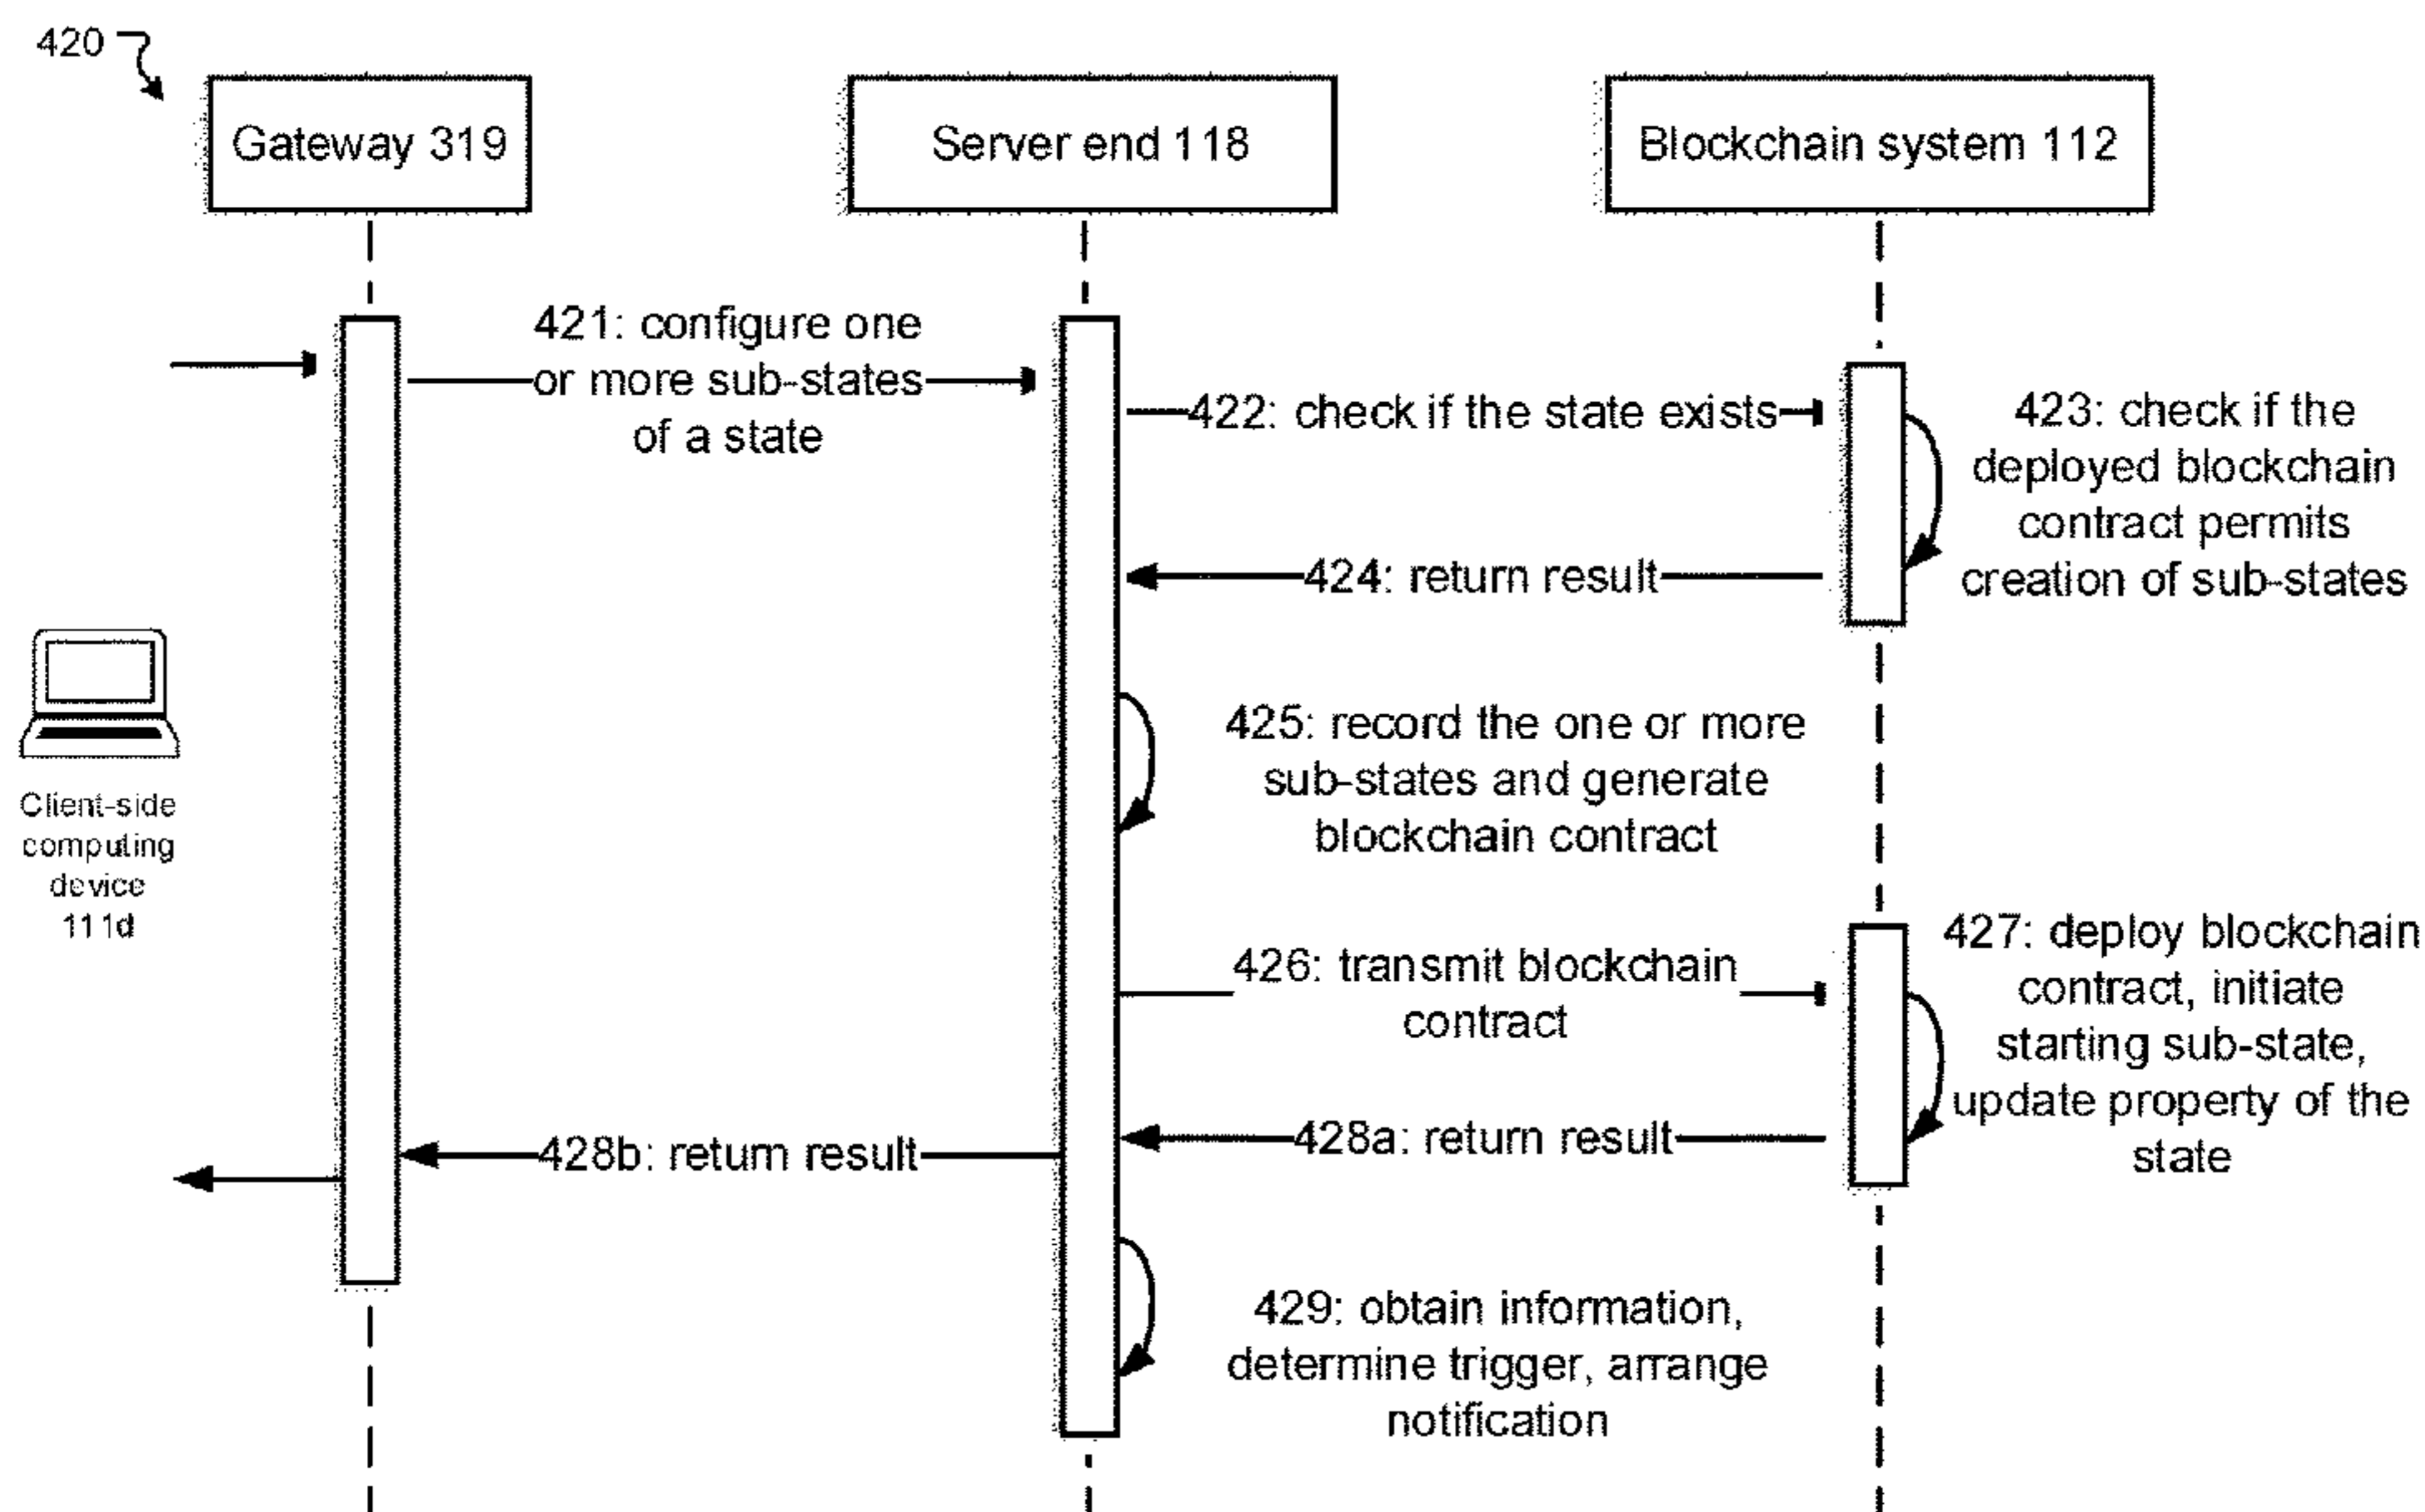 420
Gateway 319
Server end 118
Blockchain system 112
421: configure one
or more sub-states
of a state
422: check if the state exists
423: check if the
deployed blockchain
contract permits
creation of sub-states
424: return result
Client-side
computing
device
111d
425: record the one or more
sub-states and generate
blockchain contract
426: transmit blockchain
contract
427: deploy blockchain
contract, initiate
starting sub-state,
update property of the
state
428a: return result
428b: return result
429: obtain information,
determine trigger, arrange
notification